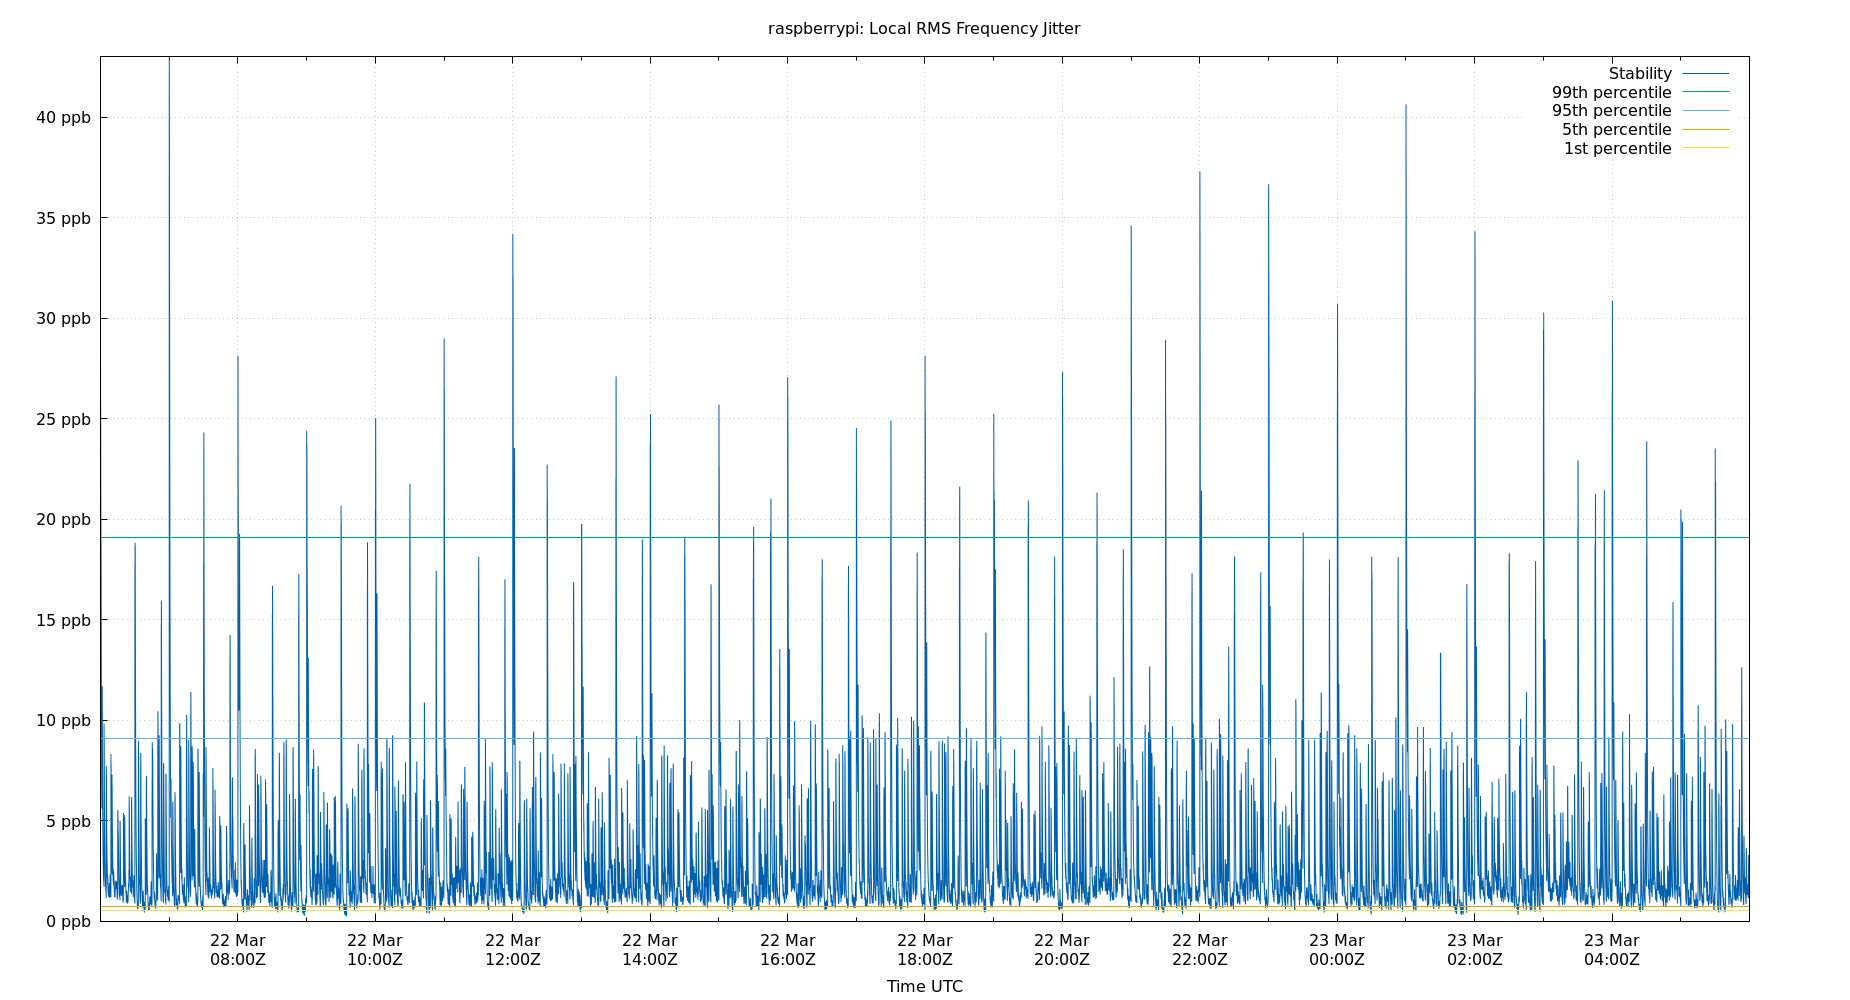 raspberrypi: Local RMS Frequency Jitter
Stability
99th percentile
95th percentile
5th percentile
1st percentile
40 ppb
35 ppb
30 ppb
25 ppb
20 ppb
15 ppb
10 ppb
5 ppb
0 ppb
22 Mar 22 Mar 22 Mar 22 Mar 22 Mar 22 Mar 22 Mar 22 Mar 23 Mar 23 Mar 23 Mar
08:00Z 10:00Z 12:00Z 14:00Z 16:00Z 18:00Z 20:00Z 22:00Z 00:00Z 02:00Z 04:00Z
Time UTC